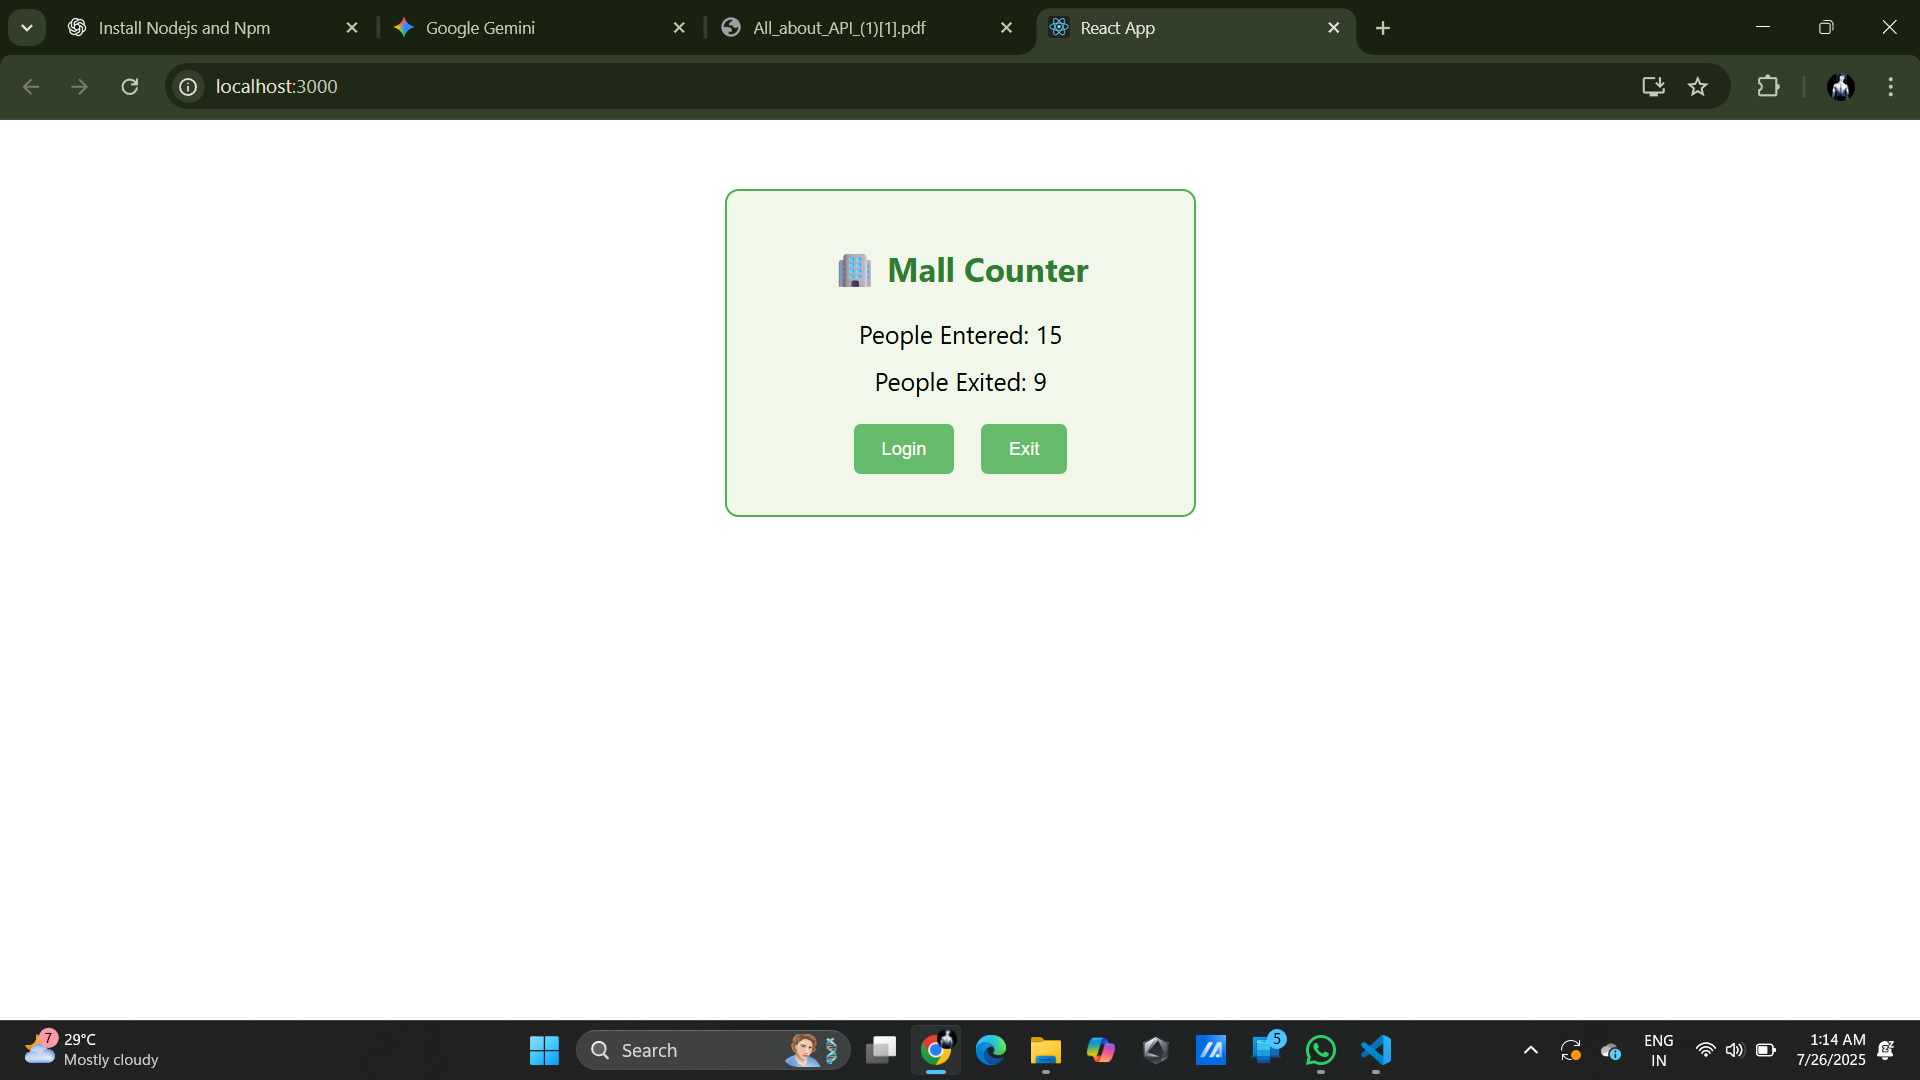 Install Nodejs and Npm
Google Gemini
All_about_API_(1)[1].pdf
React App
localhost:3000
Mall Counter
People Entered: 15
People Exited: 9
Login Exit
7
29°C
Mostly cloudy
Search
5
ENG
IN
1:14 AM
7/26/2025